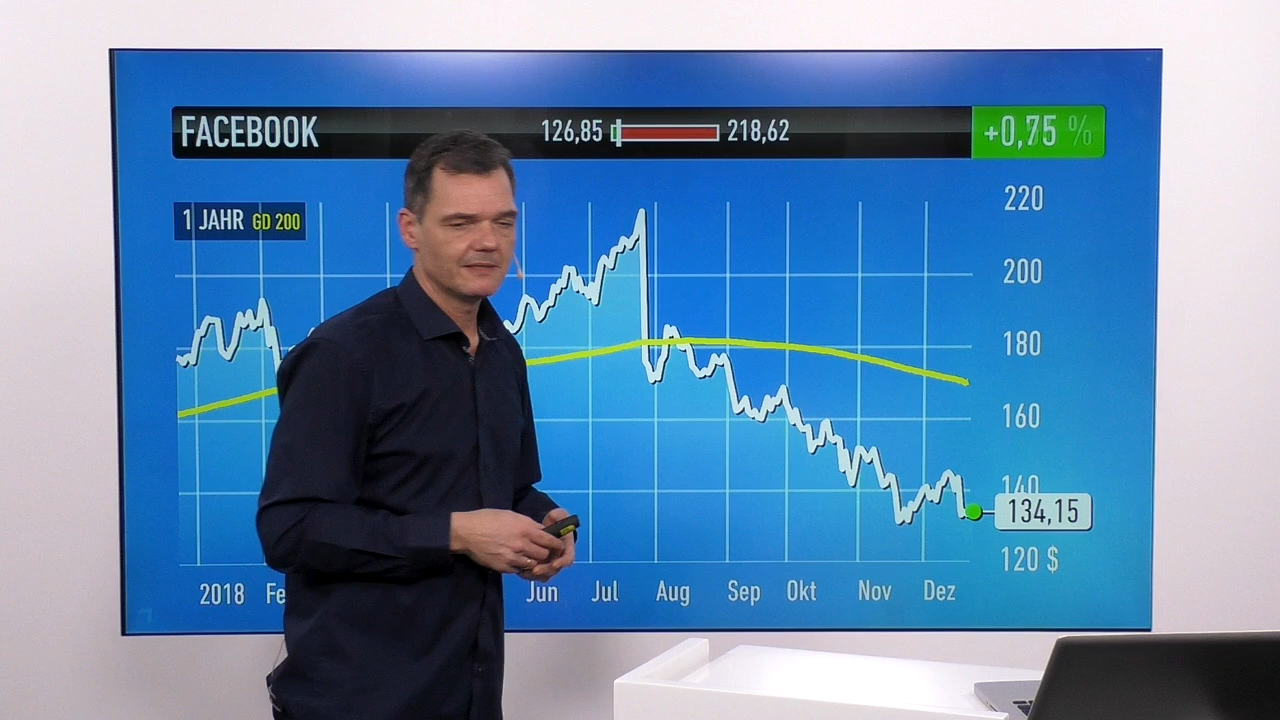 FACEBOOK 126,85 218,62 +0,75 %
1 JAHR GD 200
220
200
180
160
140
134,15
120 $
2018 Fe Jun Jul Aug Sep Okt Nov Dez